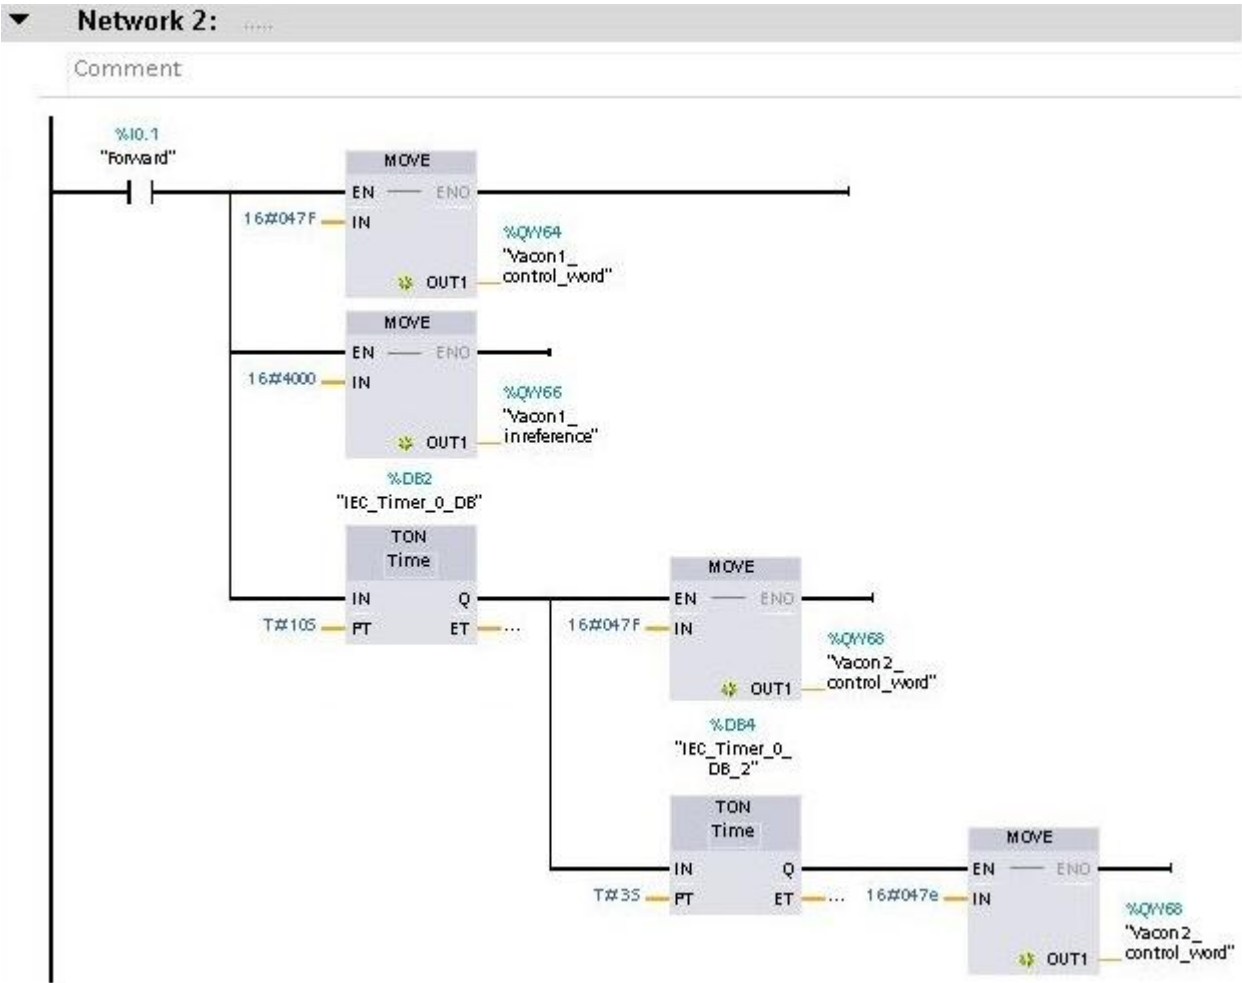 Network 2: .....
Comment
%I0.1
"Forward"
MOVE
EN ENO
16#047F IN
%QW64
"Vacon1_
control_word"
OUT1
MOVE
EN ENO
16#4000 IN
%QW66
"Vacon1_
inreference"
OUT1
%DB2
"IEC_Timer_0_DB"
TON
Time
IN Q
T#10S PT ET ...
MOVE
EN ENO
16#047F IN
%QW68
"Vacon2_
control_word"
OUT1
%DB4
"IEC_Timer_0_
DB_2"
TON
Time
IN Q
T#3S PT ET ...
MOVE
EN ENO
16#047e IN
%QW68
"Vacon2_
control_word"
OUT1